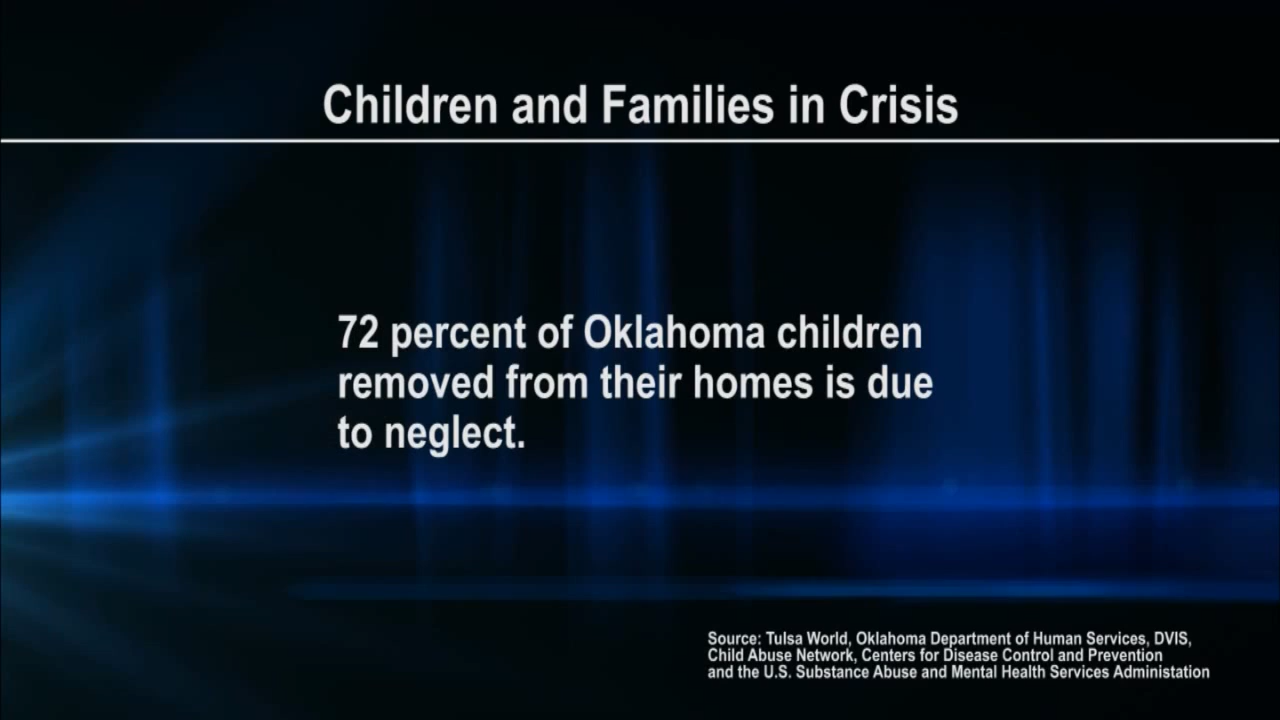 Children and Families in Crisis
72 percent of Oklahoma children
removed from their homes is due
to neglect.
Source: Tulsa World, Oklahoma Department of Human Services, DVIS,
Child Abuse Network, Centers for Disease Control and Prevention
and the U.S. Substance Abuse and Mental Health Services Administation